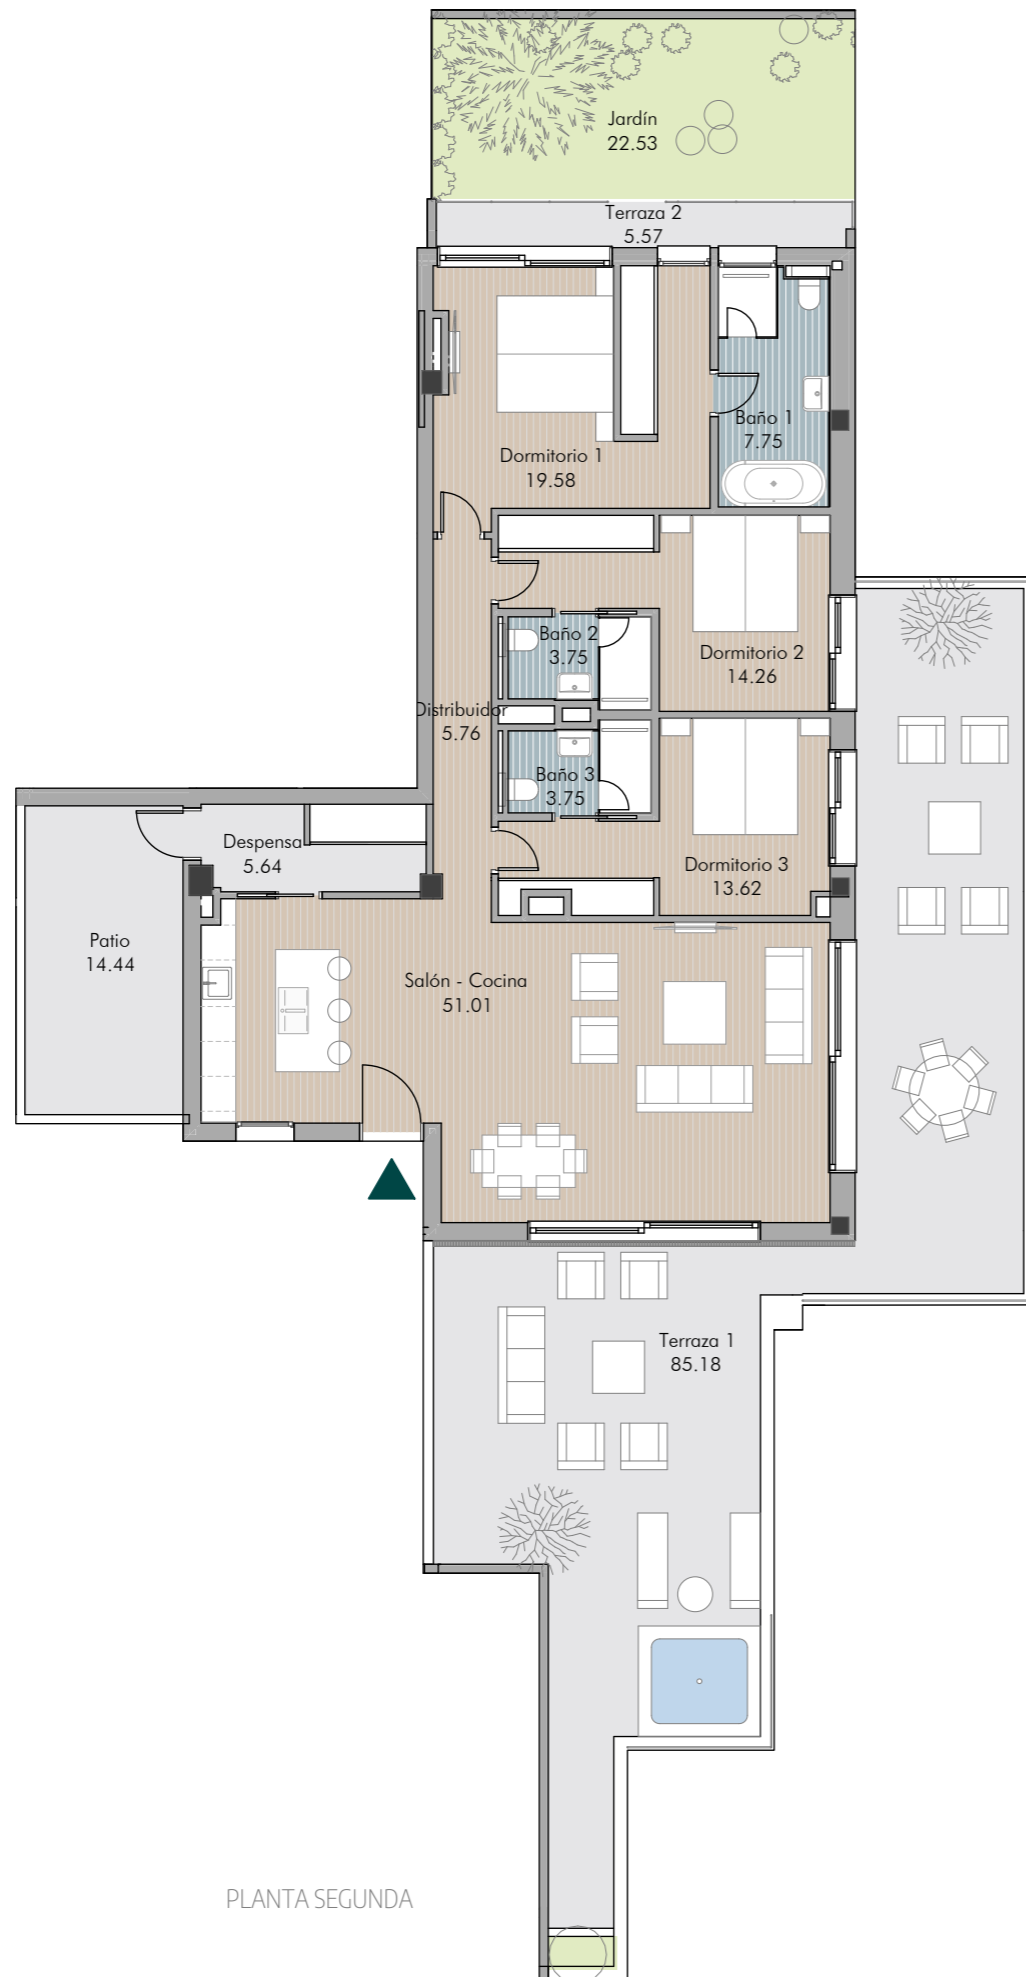 Jardín
22.53
Terraza 2
5.57
Dormitorio 1
19.58
Baño 1
7.75
Baño 2
3.75
Dormitorio 2
14.26
Distribuidor
5.76
Baño 3
3.75
Despensa
5.64
Dormitorio 3
13.62
Patio
14.44
Salón - Cocina
51.01
Terraza 1
85.18
PLANTA SEGUNDA